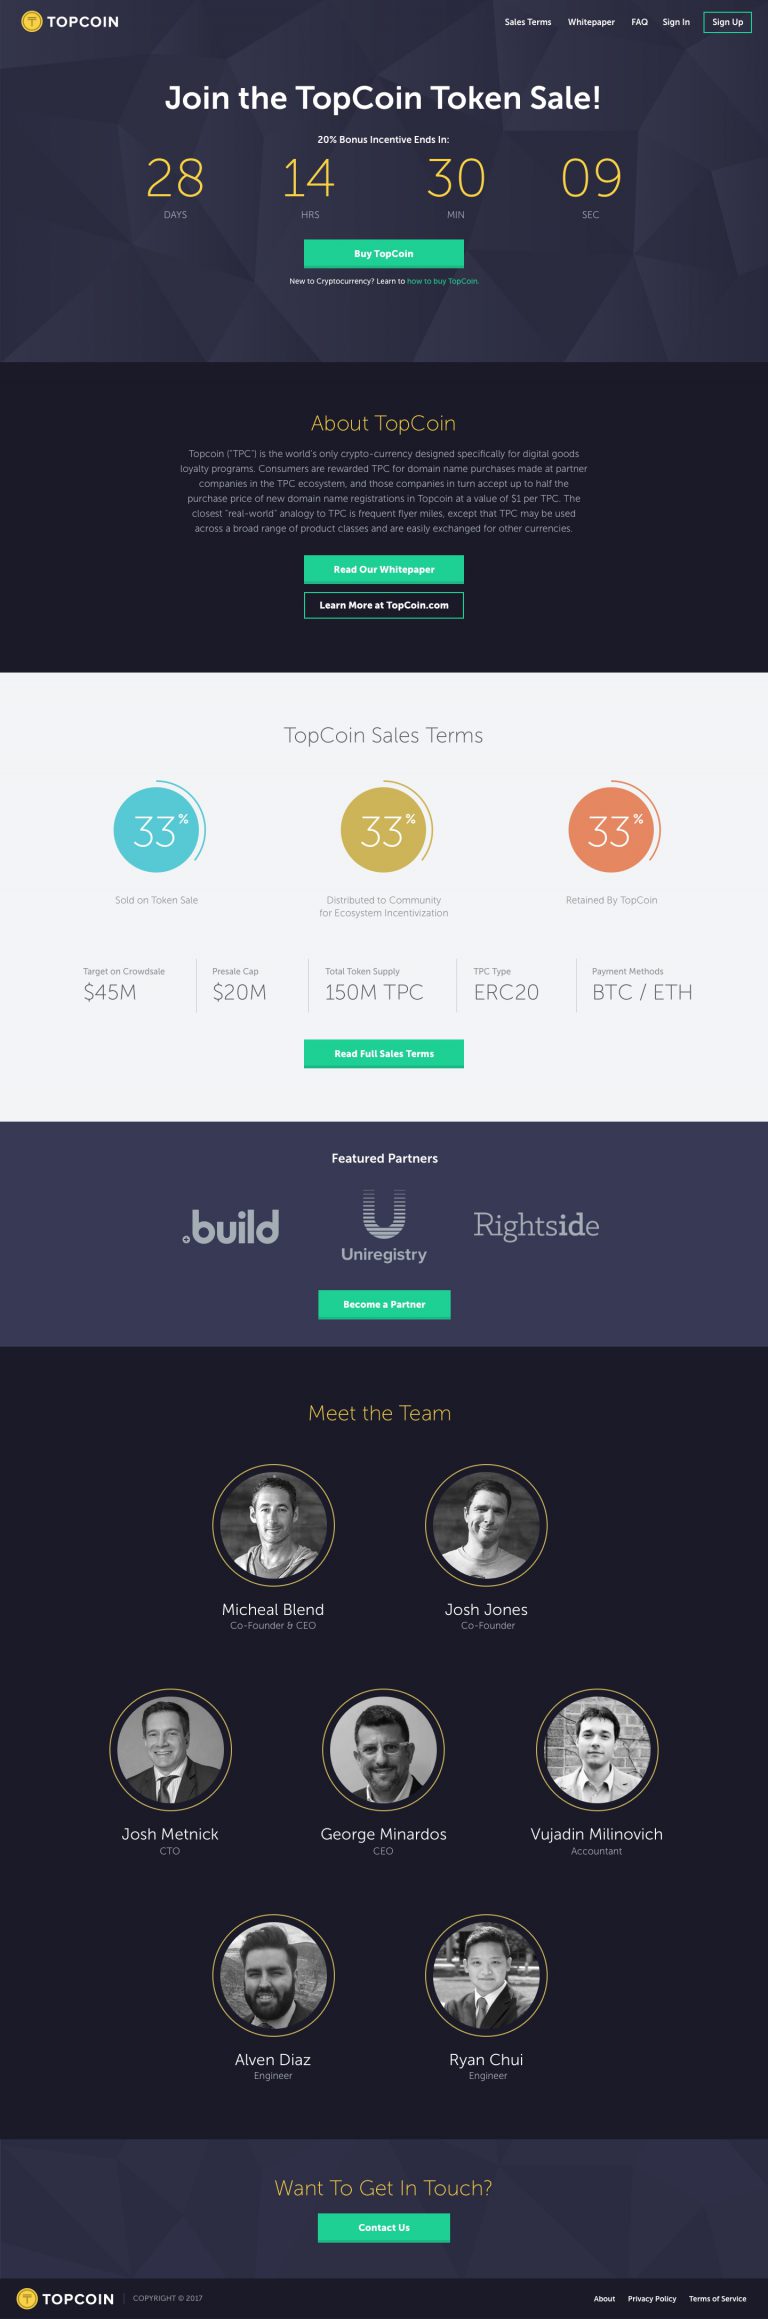 TOPCOIN
Sales Terms Whitepaper FAQ Sign In Sign Up
Join the TopCoin Token Sale!
20% Bonus Incentive Ends In:
28 14 30 09
DAYS HRS MIN SEC
Buy TopCoin
New to Cryptocurrency? Learn to how to buy TopCoin.
About TopCoin
Topcoin ("TPC") is the world's only crypto-currency designed specifically for digital goods
loyalty programs. Consumers are rewarded TPC for domain name purchases made at partner
companies in the TPC ecosystem, and those companies in turn accept up to half the
purchase price of new domain name registrations in Topcoin at a value of $1 per TPC. The
closest "real-world" analogy to TPC is frequent flyer miles, except that TPC may be used
across a broad range of product classes and are easily exchanged for other currencies.
Read Our Whitepaper
Learn More at TopCoin.com
TopCoin Sales Terms
33% 33% 33%
Sold on Token Sale
Distributed to Community
for Ecosystem Incentivization
Retained By TopCoin
Target on Crowdsale
$45M
Presale Cap
$20M
Total Token Supply
150M TPC
TPC Type
ERC20
Payment Methods
BTC / ETH
Read Full Sales Terms
Featured Partners
.build
Uniregistry
Rightside
Become a Partner
Meet the Team
Micheal Blend
Co-Founder & CEO
Josh Jones
Co-Founder
Josh Metnick
CTO
George Minardos
CEO
Vujadin Milinovich
Accountant
Alven Diaz
Engineer
Ryan Chui
Engineer
Want To Get In Touch?
Contact Us
TOPCOIN COPYRIGHT © 2017
About Privacy Policy Terms of Service